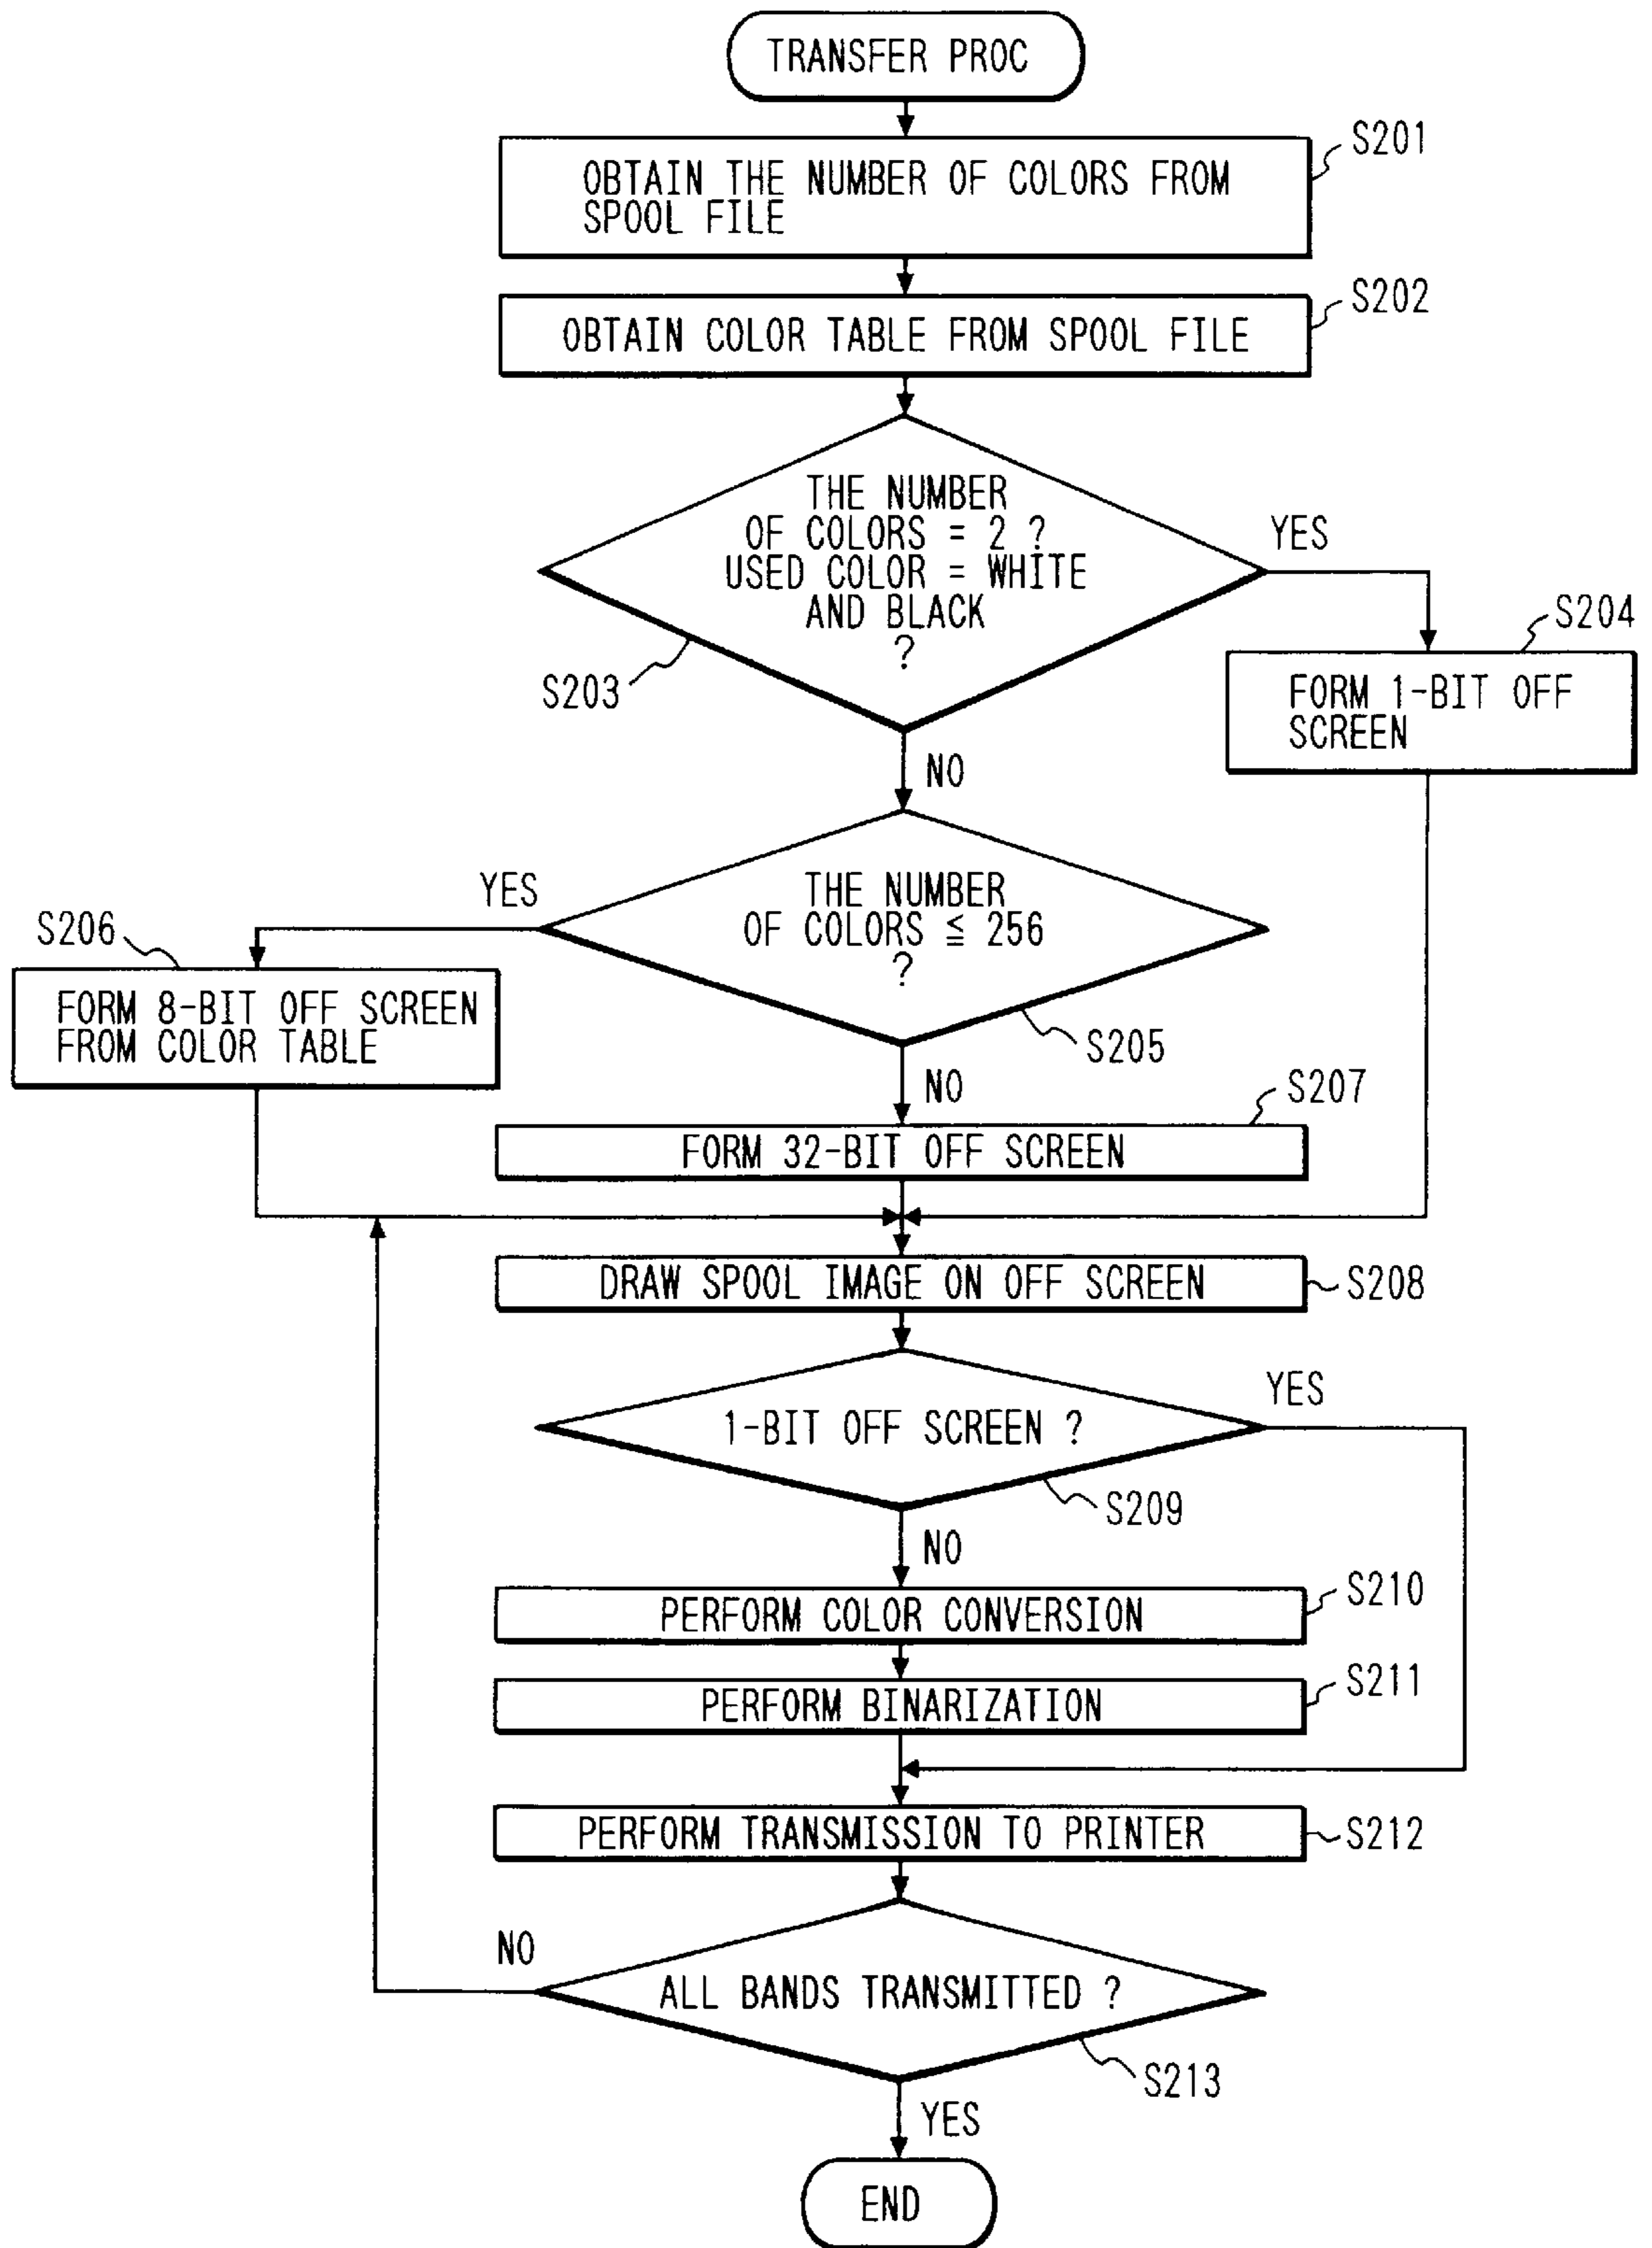 TRANSFER PROC
S201
OBTAIN THE NUMBER OF COLORS FROM
SPOOL FILE
S202
OBTAIN COLOR TABLE FROM SPOOL FILE
THE NUMBER
OF COLORS = 2 ?
USED COLOR = WHITE
AND BLACK
?
YES
S203
S204
FORM 1-BIT OFF
SCREEN
NO
THE NUMBER
OF COLORS ≦ 256
?
YES
S206
FORM 8-BIT OFF SCREEN
FROM COLOR TABLE
S205
NO
S207
FORM 32-BIT OFF SCREEN
DRAW SPOOL IMAGE ON OFF SCREEN
S208
YES
1-BIT OFF SCREEN ?
S209
NO
S210
PERFORM COLOR CONVERSION
S211
PERFORM BINARIZATION
PERFORM TRANSMISSION TO PRINTER
S212
NO
ALL BANDS TRANSMITTED ?
S213
YES
END